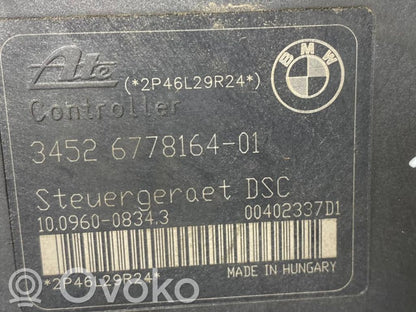 Ate (*2P46L29R24*) BMW
Controller
3452 6778164-01
Steuergeraet DSC
10.0960-0834.3 00402337D1
*2P46L29R24* MADE IN HUNGARY
Ovoko